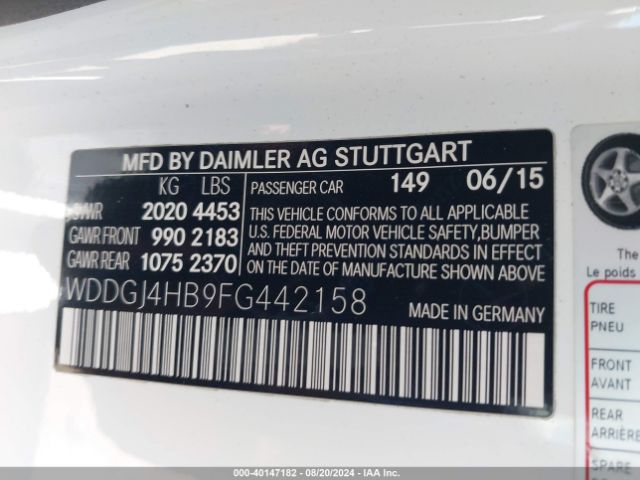 MFD BY DAIMLER AG STUTTGART
KG LBS
PASSENGER CAR 149 06/15
GVWR 2020 4453
GAWR FRONT 990 2183
GAWR REAR 1075 2370
THIS VEHICLE CONFORMS TO ALL APPLICABLE
U.S. FEDERAL MOTOR VEHICLE SAFETY,BUMPER
AND THEFT PREVENTION STANDARDS IN EFFECT
ON THE DATE OF MANUFACTURE SHOWN ABOVE.
WDDGJ4HB9FG442158
MADE IN GERMANY
The
Le poids
TIRE
PNEU
FRONT
AVANT
REAR
ARRIÈRE
SPARE
000-40147182 - 08/20/2024 - IAA Inc.